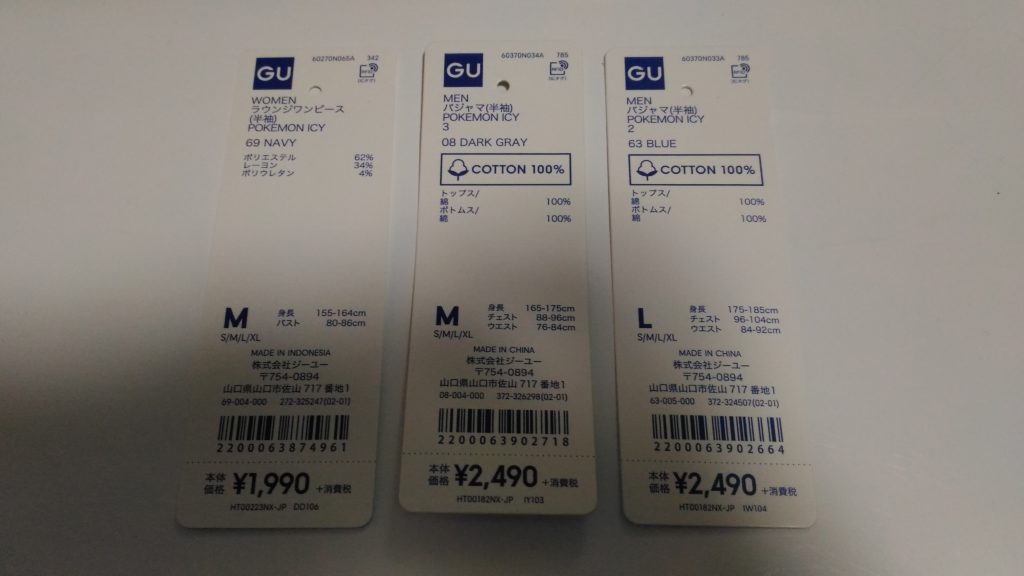 60270N065A 342
GU
WOMEN
ラウンジワンピース
(半袖)
POKEMON ICY
69 NAVY
ポリエステル 62%
レーヨン 34%
ポリウレタン 4%
M
S/M/L/XL
身長 155-164cm
バスト 80-86cm
MADE IN INDONESIA
株式会社ジーユー
〒754-0894
山口県山口市佐山 717 番地1
69-004-000 272-325247(02-01)
2200063874961
本体
価格 ¥1,990 +消費税
HT00223NX-JP DD106
60370N034A 785
GU
MEN
パジャマ(半袖)
POKEMON ICY
3
08 DARK GRAY
COTTON 100%
トップス/
綿 100%
ボトムス/
綿 100%
M
S/M/L/XL
身長 165-175cm
チェスト 88-96cm
ウエスト 76-84cm
MADE IN CHINA
株式会社ジーユー
〒754-0894
山口県山口市佐山 717 番地1
08-004-000 372-326298(02-01)
2200063902718
本体
価格 ¥2,490 +消費税
HT00182NX-JP IY103
60370N033A 785
GU
MEN
パジャマ(半袖)
POKEMON ICY
2
63 BLUE
COTTON 100%
トップス/
綿 100%
ボトムス/
綿 100%
L
S/M/L/XL
身長 175-185cm
チェスト 96-104cm
ウエスト 84-92cm
MADE IN CHINA
株式会社ジーユー
〒754-0894
山口県山口市佐山 717 番地1
63-005-000 372-324507(02-01)
2200063902664
本体
価格 ¥2,490 +消費税
HT00182NX-JP IW104